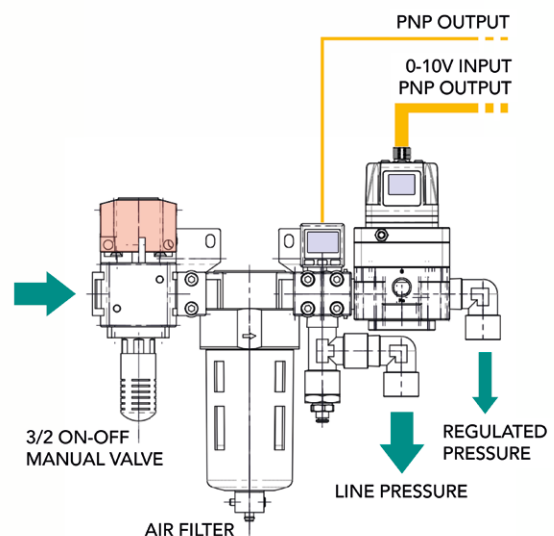 PNP OUTPUT
0-10V INPUT
PNP OUTPUT
3/2 ON-OFF
MANUAL VALVE
REGULATED
PRESSURE
LINE PRESSURE
AIR FILTER